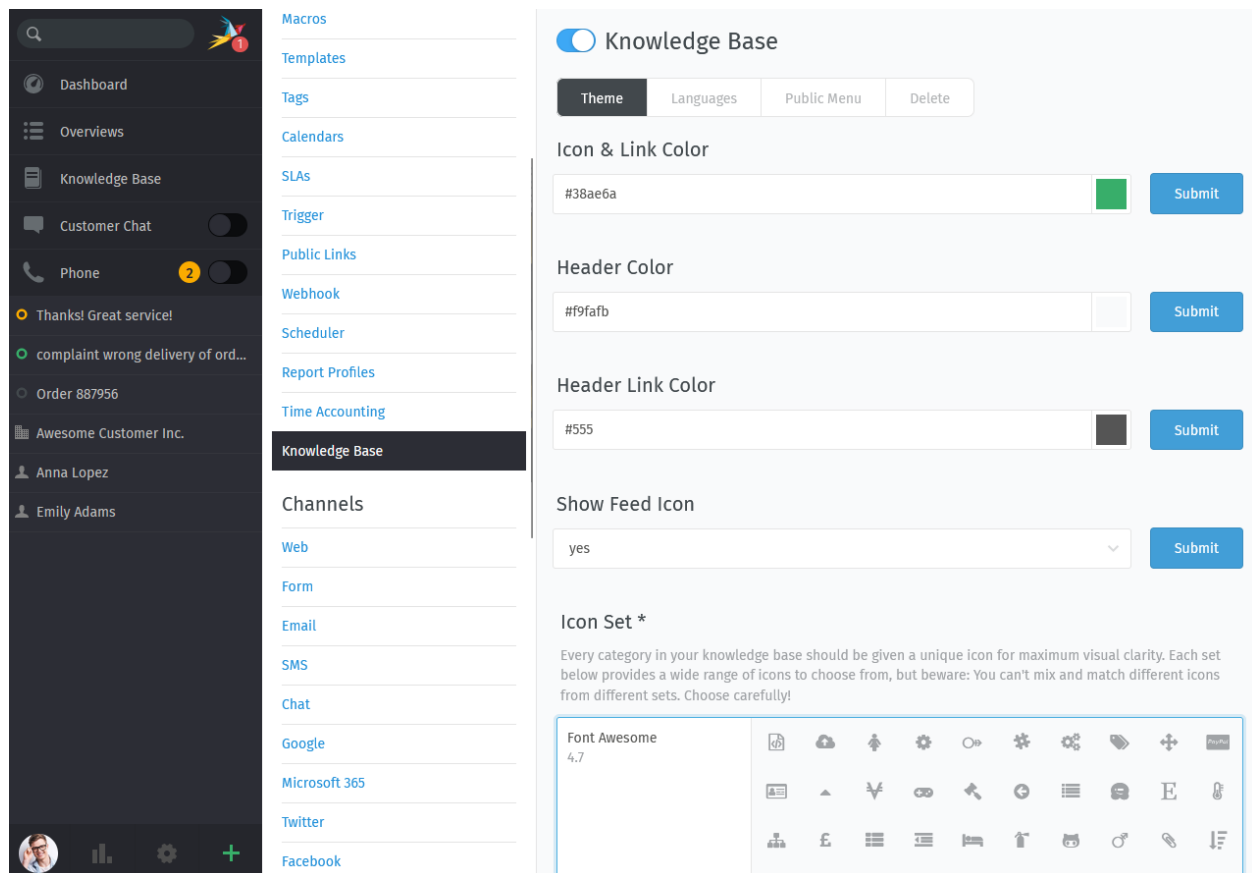 1
Dashboard
Overviews
Knowledge Base
Customer Chat
Phone
2
Thanks! Great service!
complaint wrong delivery of ord...
Order 887956
Awesome Customer Inc.
Anna Lopez
Emily Adams
Macros
Templates
Tags
Calendars
SLAs
Trigger
Public Links
Webhook
Scheduler
Report Profiles
Time Accounting
Knowledge Base
Channels
Web
Form
Email
SMS
Chat
Google
Microsoft 365
Twitter
Facebook
Knowledge Base
Theme
Languages
Public Menu
Delete
Icon & Link Color
#38ae6a
Submit
Header Color
#f9fafb
Submit
Header Link Color
#555
Submit
Show Feed Icon
yes
Submit
Icon Set *
Every category in your knowledge base should be given a unique icon for maximum visual clarity. Each set
below provides a wide range of icons to choose from, but beware: You can't mix and match different icons
from different sets. Choose carefully!
Font Awesome
4.7
PayPal